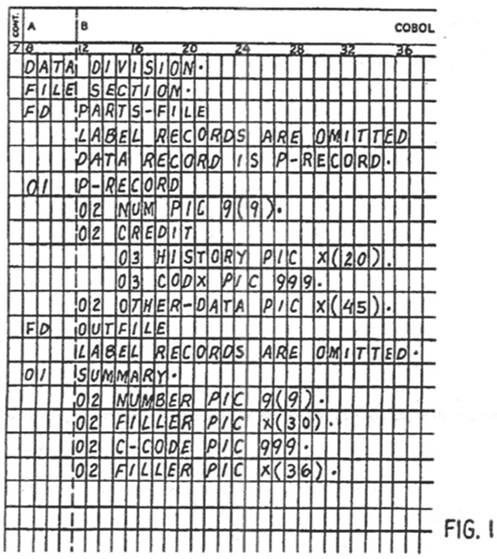 CONT. A B COBOL
7 8 12 16 20 24 28 32 36
DATA DIVISION.
FILE SECTION.
FD PARTS-FILE
LABEL RECORDS ARE OMITTED
DATA RECORD IS P-RECORD.
01 P-RECORD
02 NUM PIC 9(9).
02 CREDIT
03 HISTORY PIC X(20).
03 CODX PIC 999.
02 OTHER-DATA PIC X(45).
FD OUTFILE
LABEL RECORDS ARE OMITTED.
01 SUMMARY.
02 NUMBER PIC 9(9).
02 FILLER PIC X(30).
02 C-CODE PIC 999.
02 FILLER PIC X(36).
FIG. 1